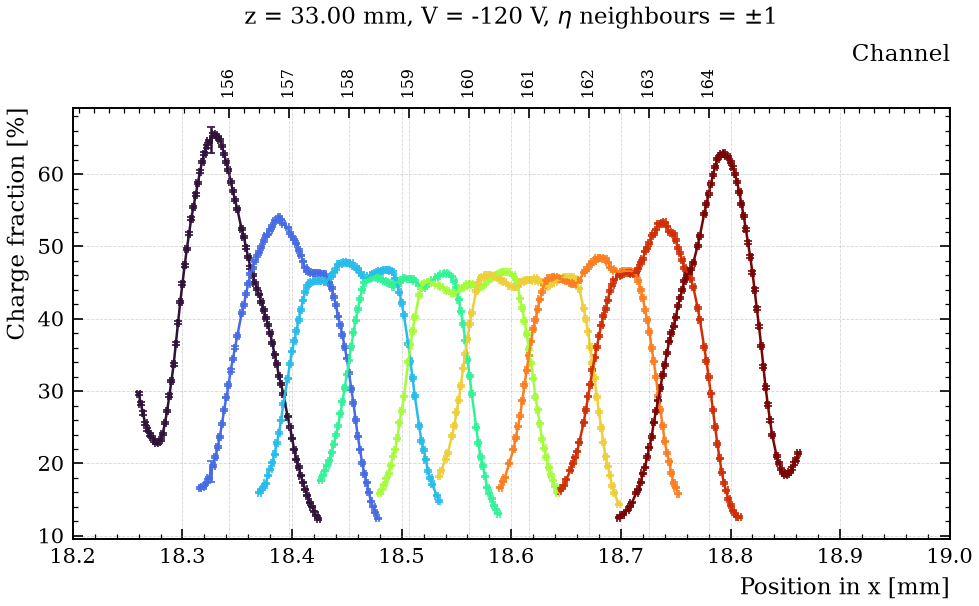 z = 33.00 mm, V = -120 V, η neighbours = ±1
Channel
156 157 158 159 160 161 162 163 164
Charge fraction [%]
60
50
40
30
20
10
18.2 18.3 18.4 18.5 18.6 18.7 18.8 18.9 19.0
Position in x [mm]